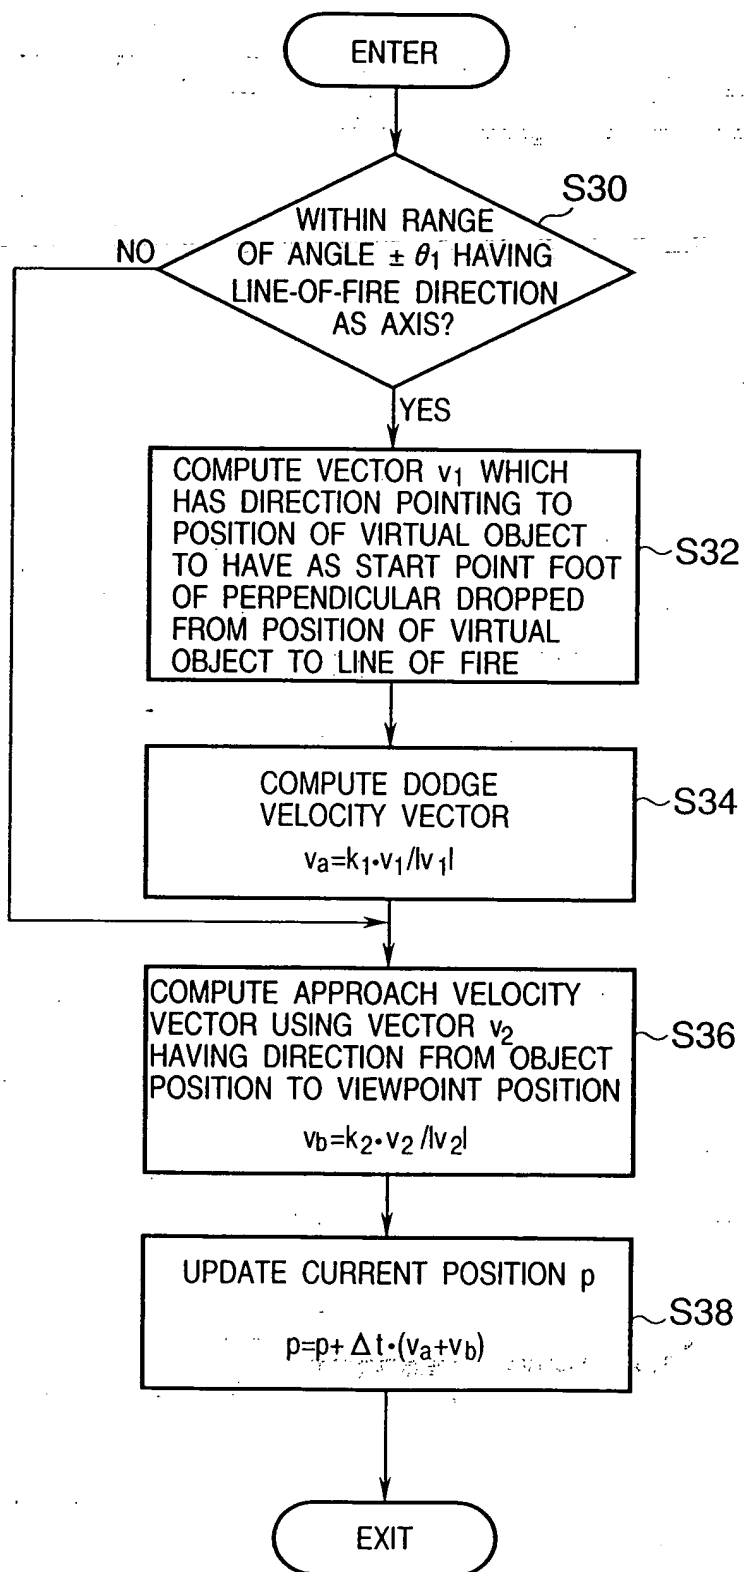 ENTER
S30
WITHIN RANGE
OF ANGLE ± θ₁ HAVING
LINE-OF-FIRE DIRECTION
AS AXIS?
NO
YES
COMPUTE VECTOR v₁ WHICH
HAS DIRECTION POINTING TO
POSITION OF VIRTUAL OBJECT
TO HAVE AS START POINT FOOT
OF PERPENDICULAR DROPPED
FROM POSITION OF VIRTUAL
OBJECT TO LINE OF FIRE
S32
COMPUTE DODGE
VELOCITY VECTOR
vₐ=k₁·v₁/|v₁|
S34
COMPUTE APPROACH VELOCITY
VECTOR USING VECTOR v₂
HAVING DIRECTION FROM OBJECT
POSITION TO VIEWPOINT POSITION
v_b=k₂·v₂/|v₂|
S36
UPDATE CURRENT POSITION p
p=p+Δt·(vₐ+v_b)
S38
EXIT